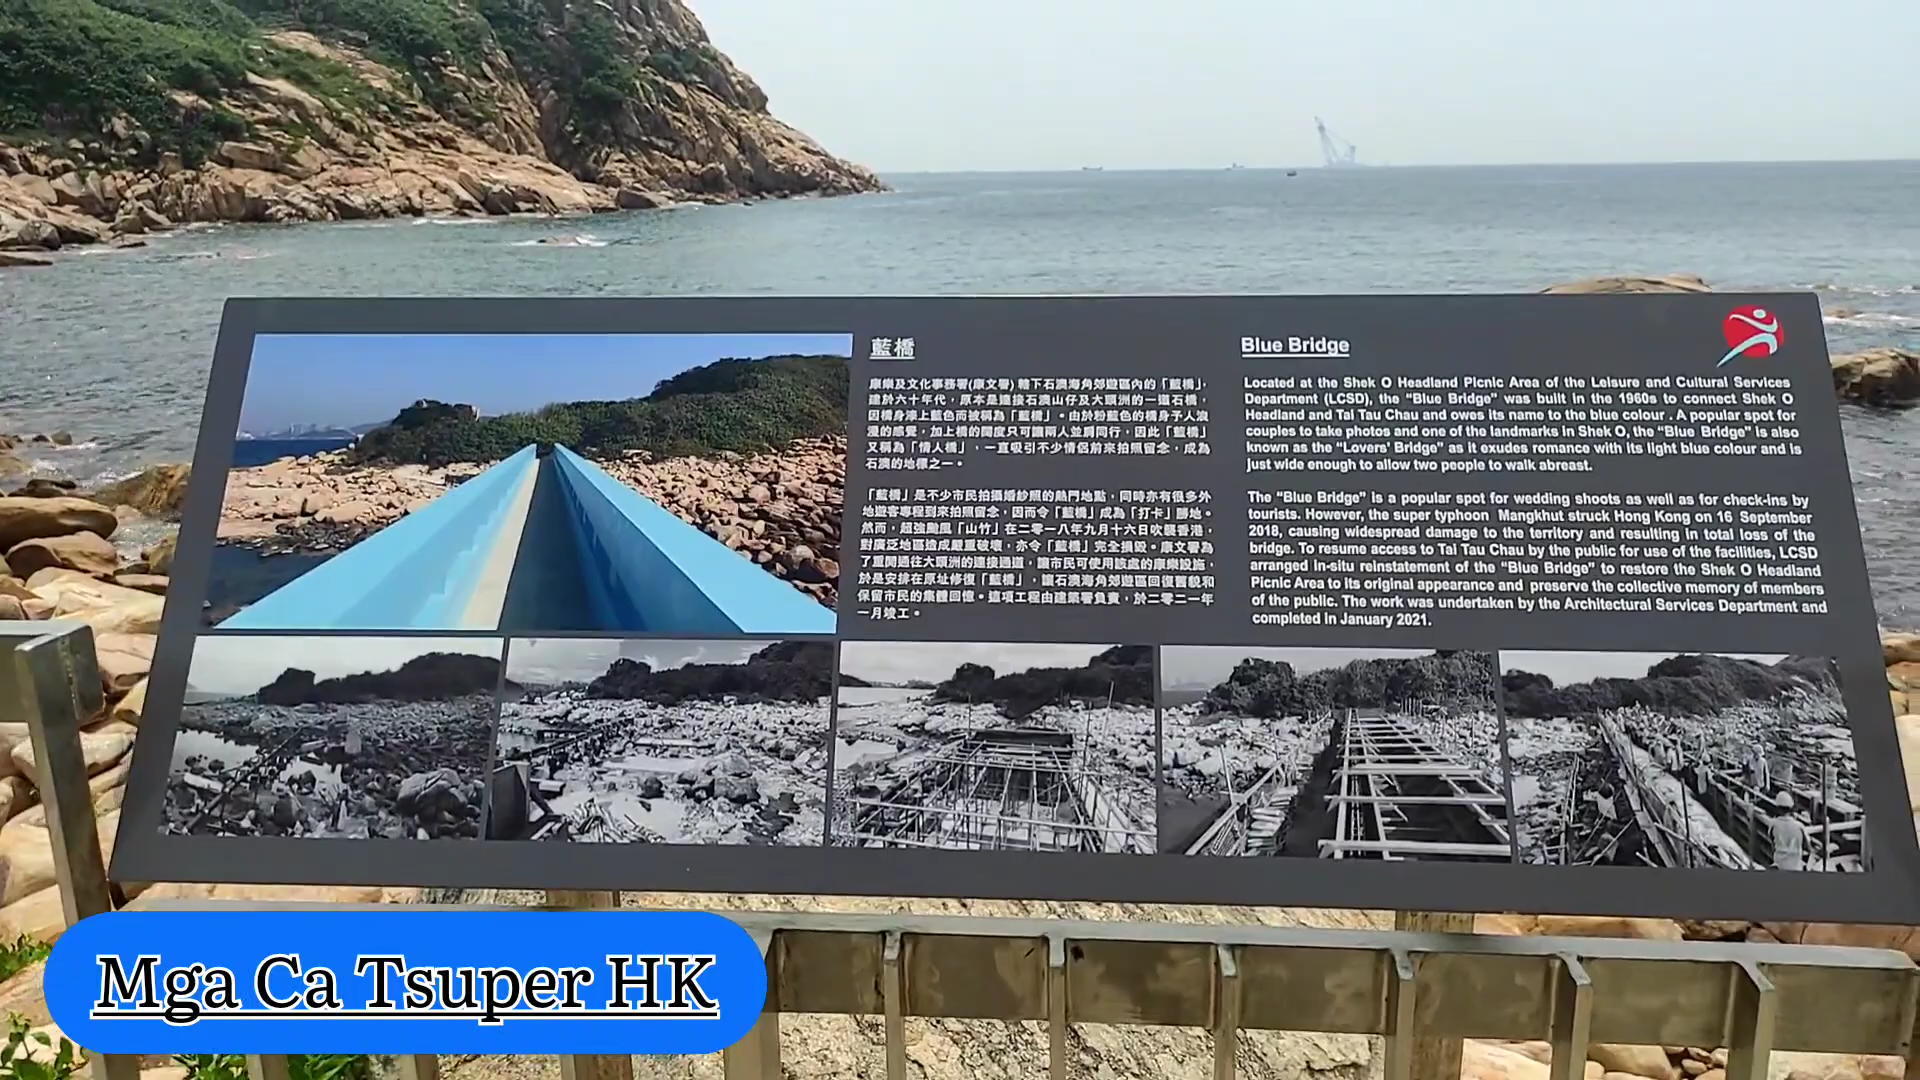 藍橋
康樂及文化事務署(康文署) 轄下石澳海角郊遊區內的「藍橋」，
建於六十年代，原本是連接石澳山仔及大頭洲的一道石橋，
因橋身漆上藍色而被稱為「藍橋」。由於粉藍色的橋身予人浪
漫的感覺，加上橋的闊度只可讓兩人並肩同行，因此「藍橋」
又稱為「情人橋」，一直吸引不少情侶前來拍照留念，成為
石澳的地標之一。
「藍橋」是不少市民拍攝婚紗照的熱門地點，同時亦有很多外
地遊客專程到來拍照留念，因而令「藍橋」成為「打卡」勝地。
然而，超強颱風「山竹」在二零一八年九月十六日吹襲香港，
對廣泛地區造成嚴重破壞，亦令「藍橋」完全損毀。康文署為
了重開通往大頭洲的連接通道，讓市民可使用該處的康樂設施，
於是安排在原址修復「藍橋」，讓石澳海角郊遊區回復舊貌和
保留市民的集體回憶。這項工程由建築署負責，於二零二一年
一月竣工。
Blue Bridge
Located at the Shek O Headland Picnic Area of the Leisure and Cultural Services
Department (LCSD), the “Blue Bridge” was built in the 1960s to connect Shek O
Headland and Tai Tau Chau and owes its name to the blue colour . A popular spot for
couples to take photos and one of the landmarks in Shek O, the “Blue Bridge” is also
known as the “Lovers' Bridge” as it exudes romance with its light blue colour and is
just wide enough to allow two people to walk abreast.
The “Blue Bridge” is a popular spot for wedding shoots as well as for check-ins by
tourists. However, the super typhoon Mangkhut struck Hong Kong on 16 September
2018, causing widespread damage to the territory and resulting in total loss of the
bridge. To resume access to Tai Tau Chau by the public for use of the facilities, LCSD
arranged in-situ reinstatement of the “Blue Bridge” to restore the Shek O Headland
Picnic Area to its original appearance and preserve the collective memory of members
of the public. The work was undertaken by the Architectural Services Department and
completed in January 2021.
Mga Ca Tsuper HK